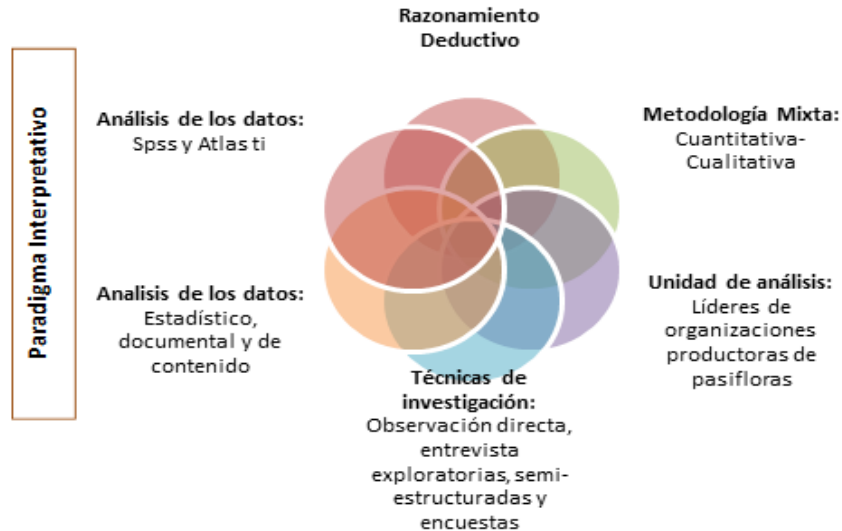 Paradigma Interpretativo
Razonamiento
Deductivo
Metodología Mixta:
Cuantitativa-
Cualitativa
Unidad de análisis:
Líderes de
organizaciones
productoras de
pasifloras
Técnicas de
investigación:
Observación directa,
entrevista
exploratorias, semi-
estructuradas y
encuestas
Analisis de los datos:
Estadístico,
documental y de
contenido
Análisis de los datos:
Spss y Atlas ti